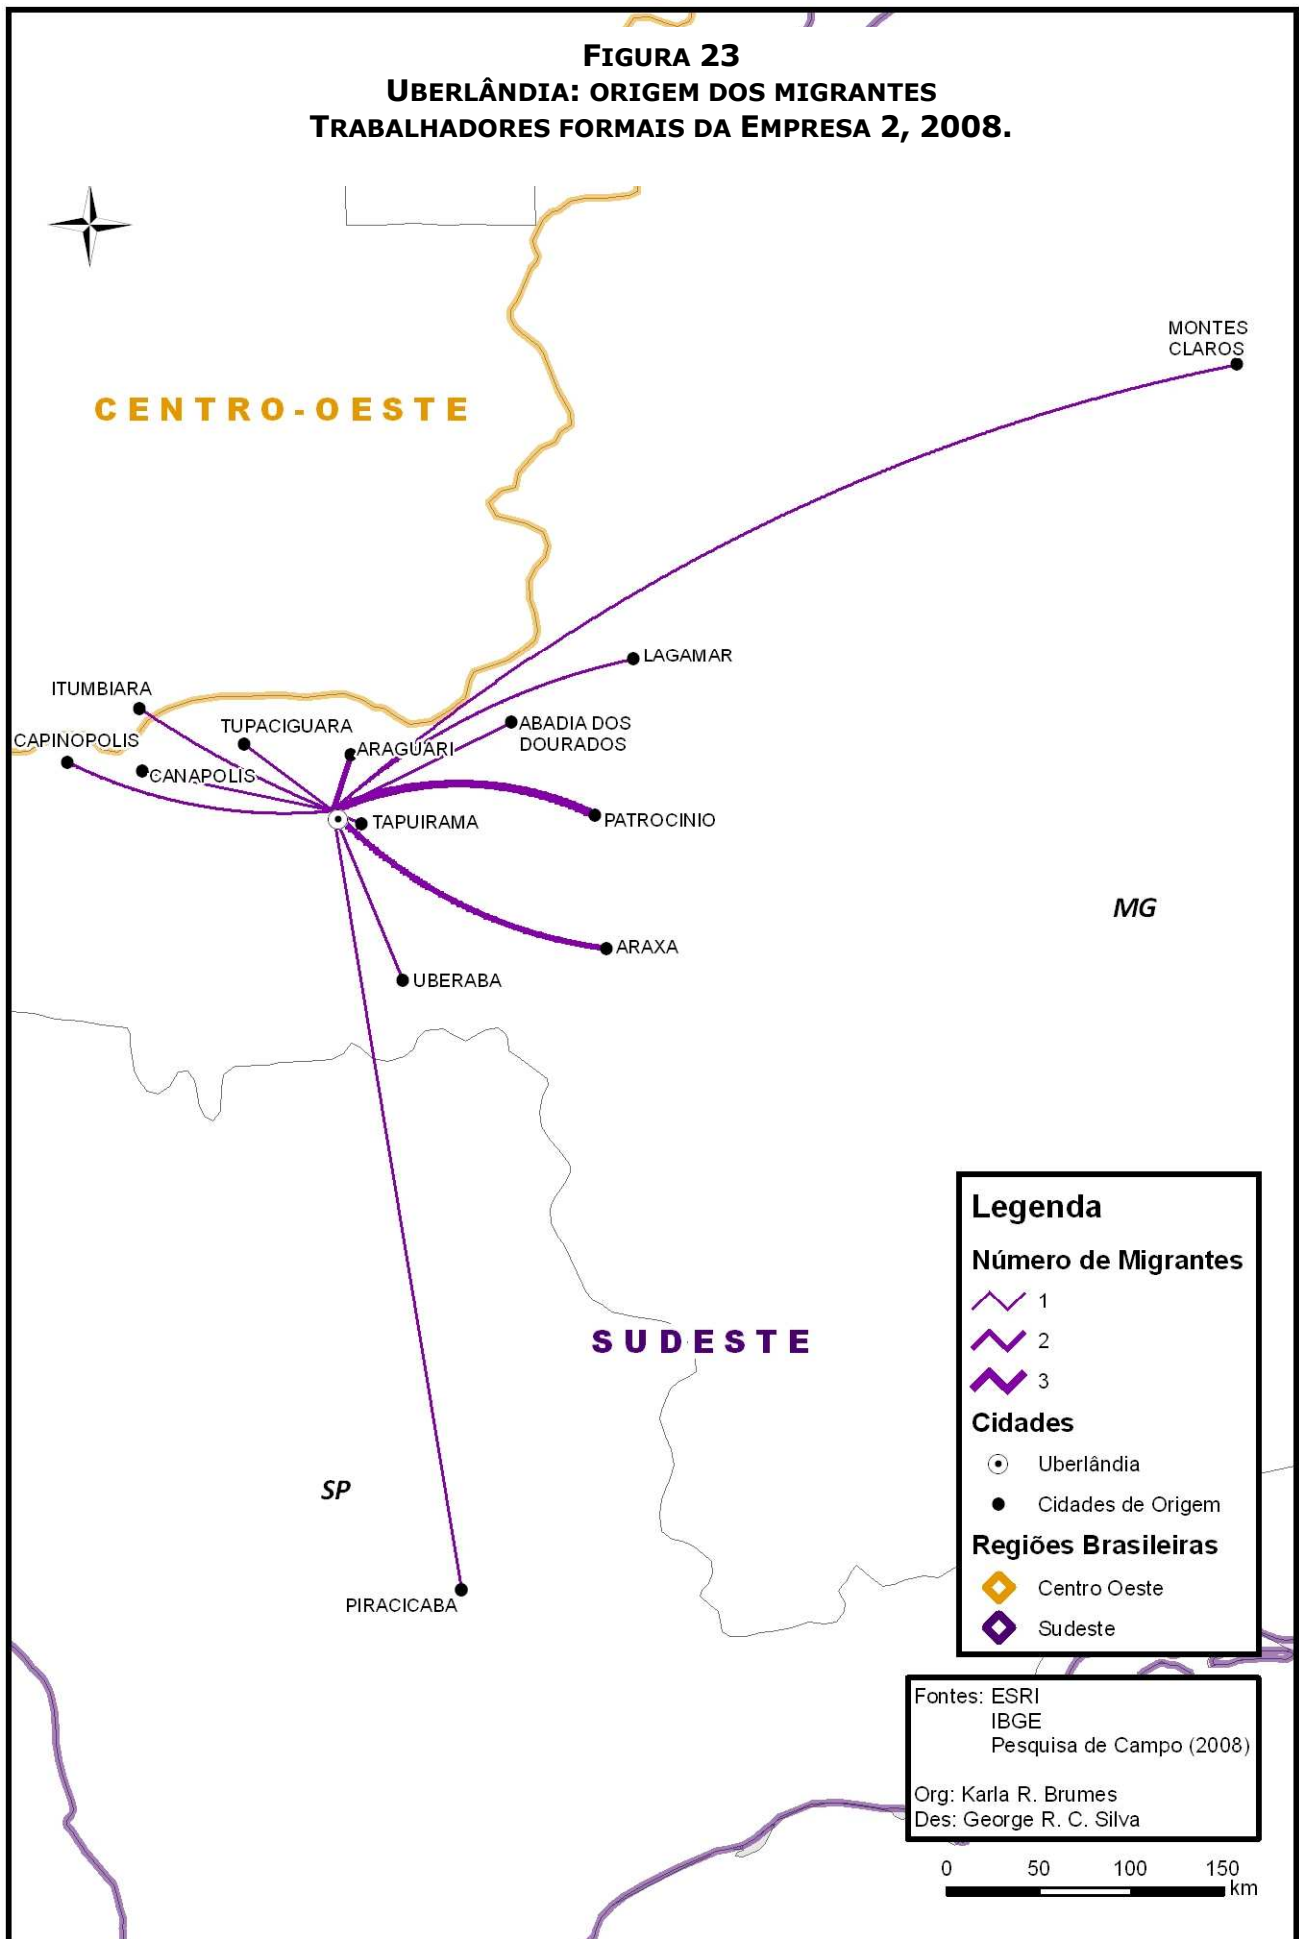 FIGURA 23
UBERLÂNDIA: ORIGEM DOS MIGRANTES
TRABALHADORES FORMAIS DA EMPRESA 2, 2008.
MONTES
CLAROS
CENTRO-OESTE
LAGAMAR
ITUMBIARA
TUPACIGUARA
ABADIA DOS
DOURADOS
CAPINOPOLIS
ARAGUARI
CANAPOLIS
TAPUIRAMA
PATROCINIO
MG
ARAXA
UBERABA
SUDESTE
SP
PIRACICABA
Legenda
Número de Migrantes
1
2
3
Cidades
Uberlândia
Cidades de Origem
Regiões Brasileiras
Centro Oeste
Sudeste
Fontes: ESRI
IBGE
Pesquisa de Campo (2008)
Org: Karla R. Brumes
Des: George R. C. Silva
0 50 100 150
km